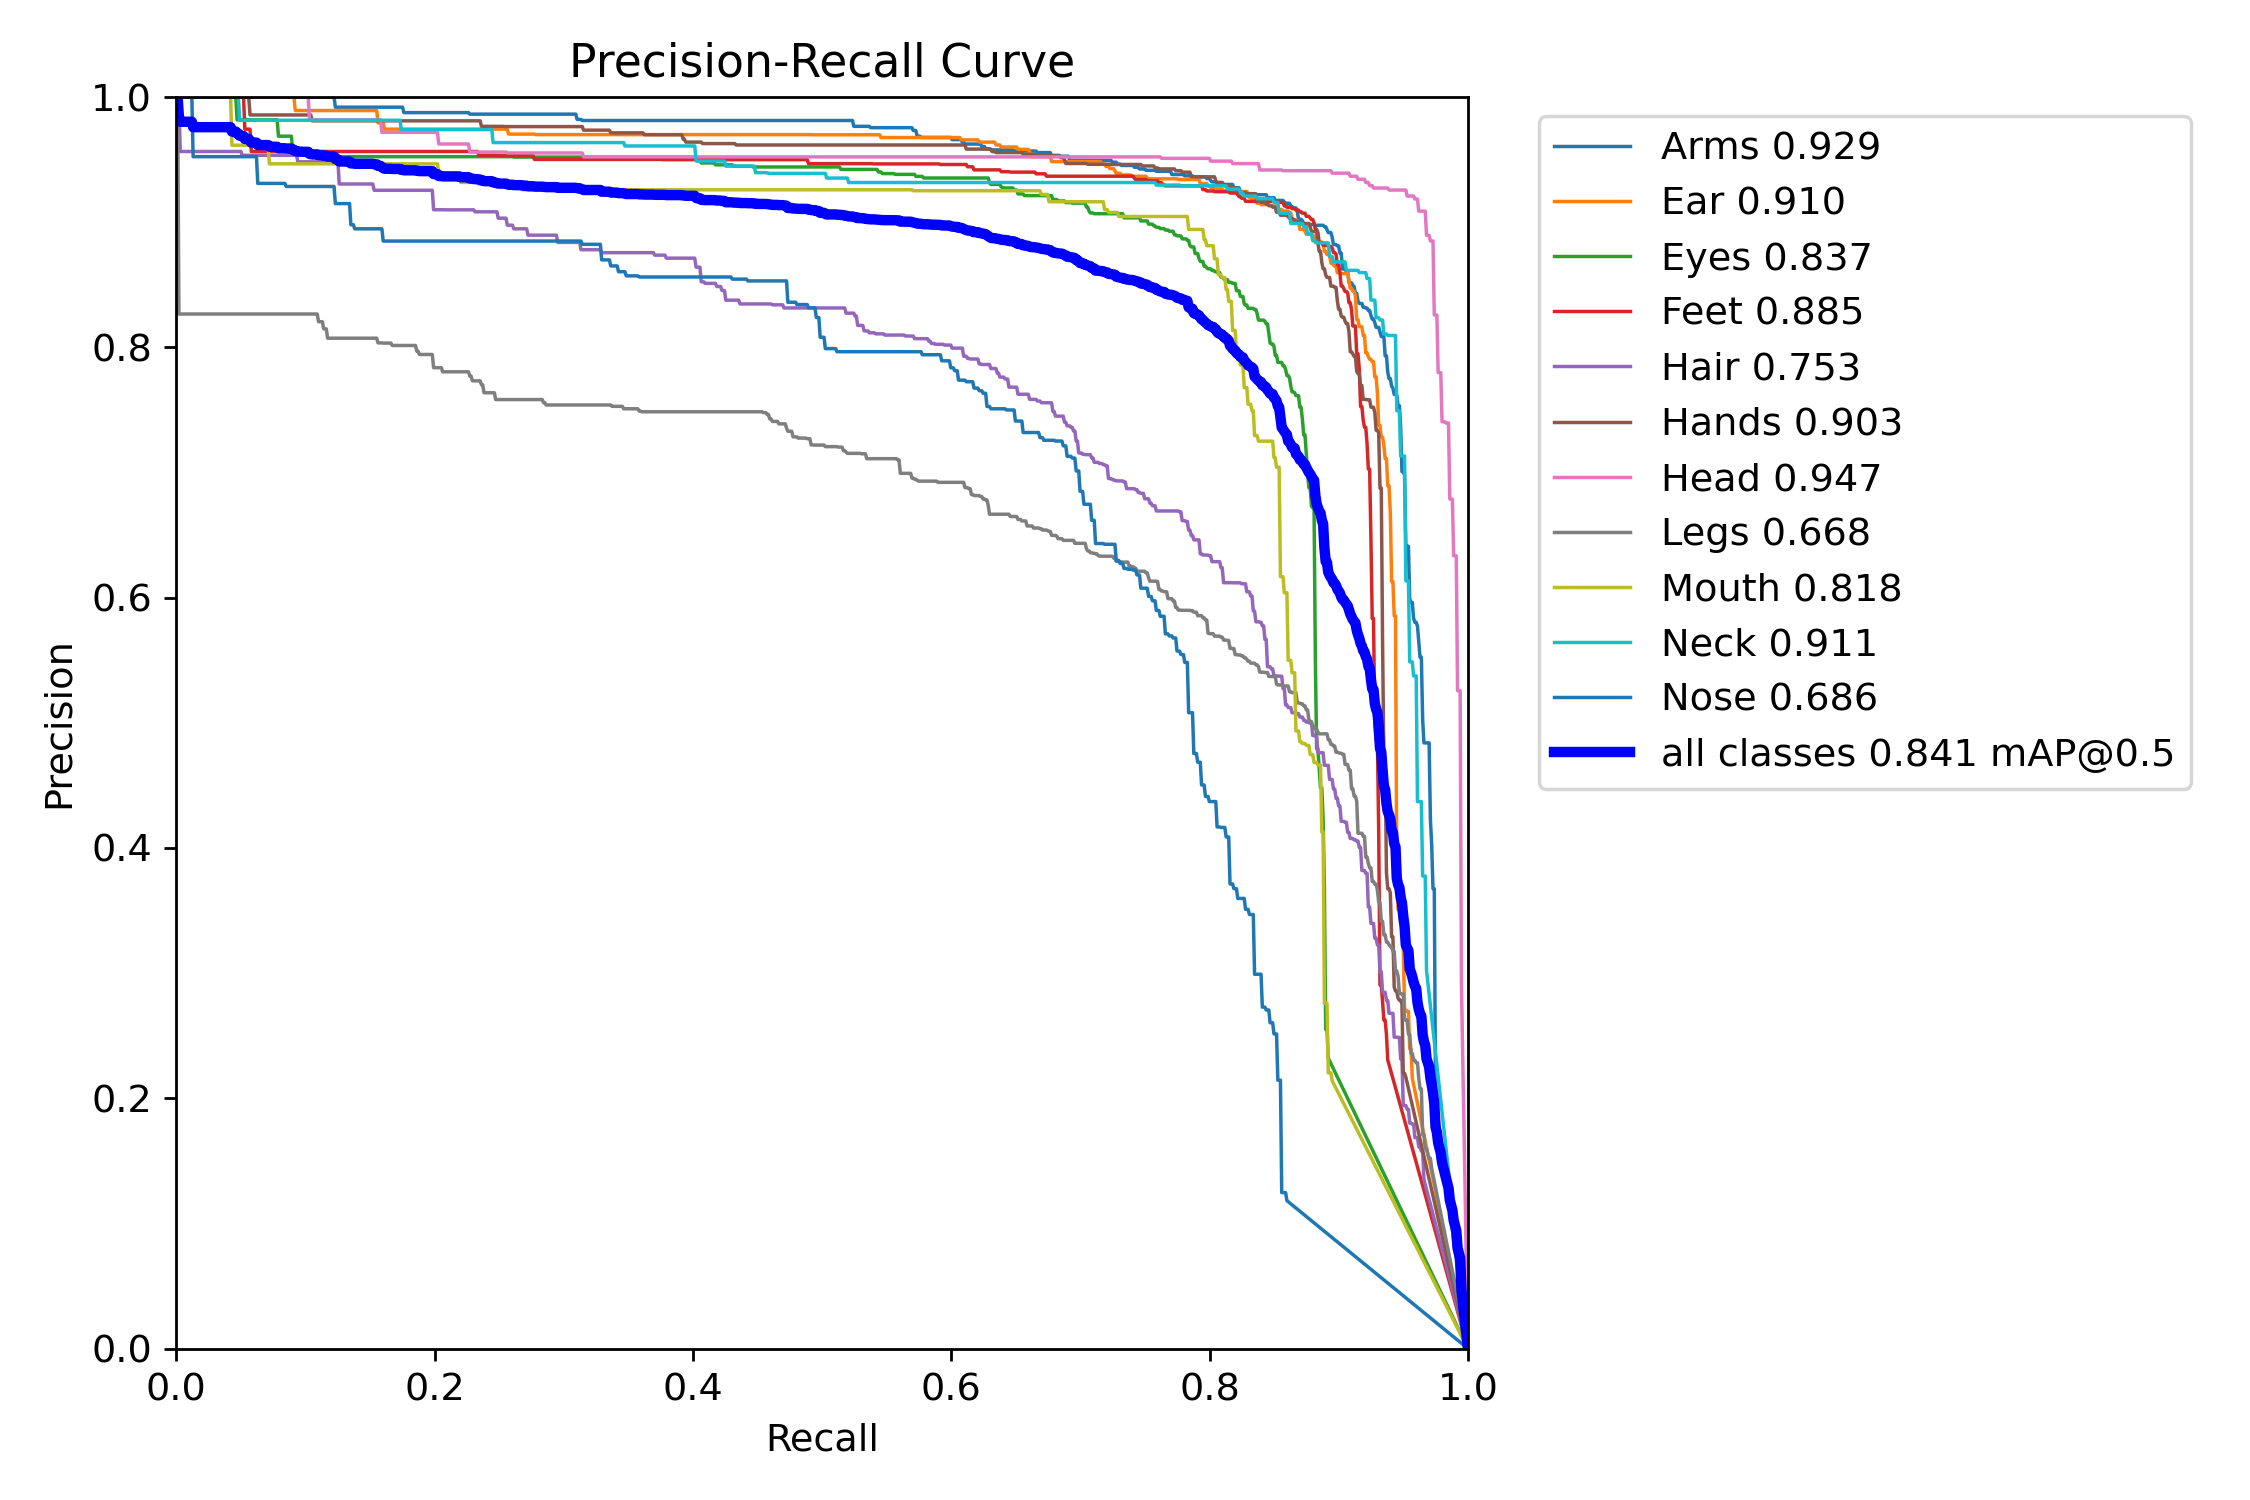 Precision-Recall Curve
1.0
0.8
0.6
0.4
0.2
0.0
Precision
0.0 0.2 0.4 0.6 0.8 1.0
Recall
Arms 0.929
Ear 0.910
Eyes 0.837
Feet 0.885
Hair 0.753
Hands 0.903
Head 0.947
Legs 0.668
Mouth 0.818
Neck 0.911
Nose 0.686
all classes 0.841 mAP@0.5